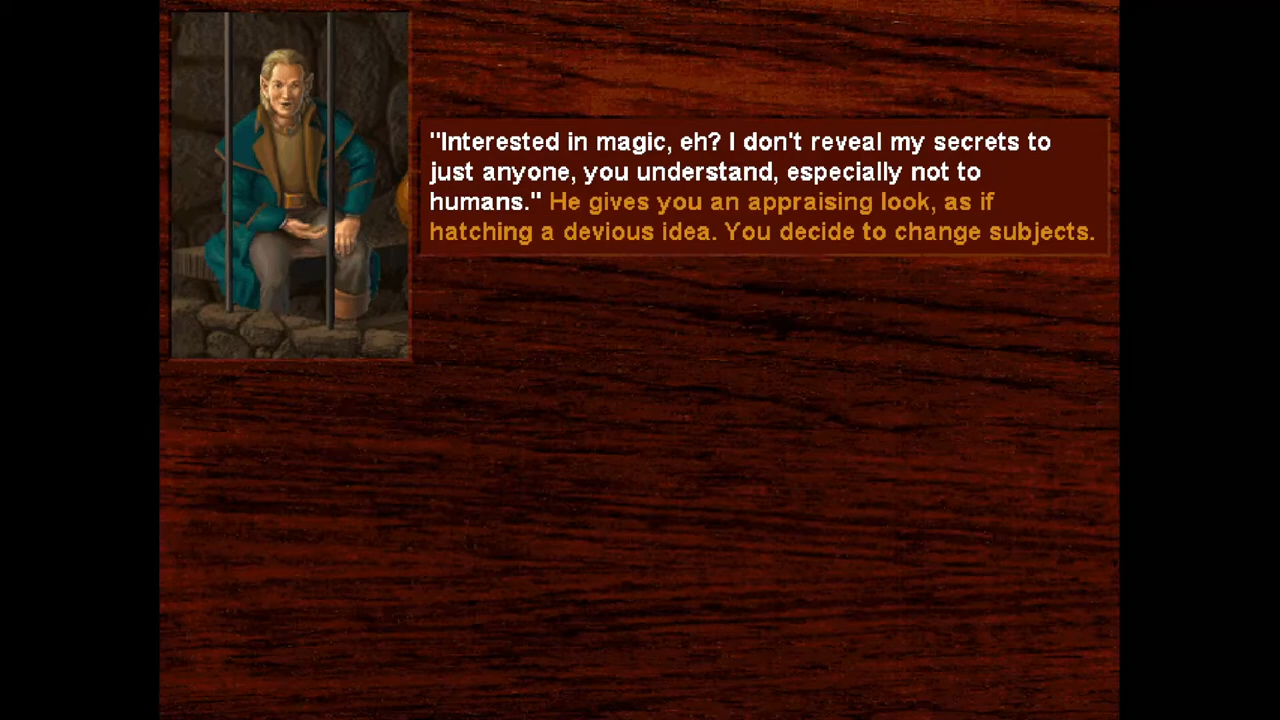 "Interested in magic, eh? I don't reveal my secrets to
just anyone, you understand, especially not to
humans." He gives you an appraising look, as if
hatching a devious idea. You decide to change subjects.